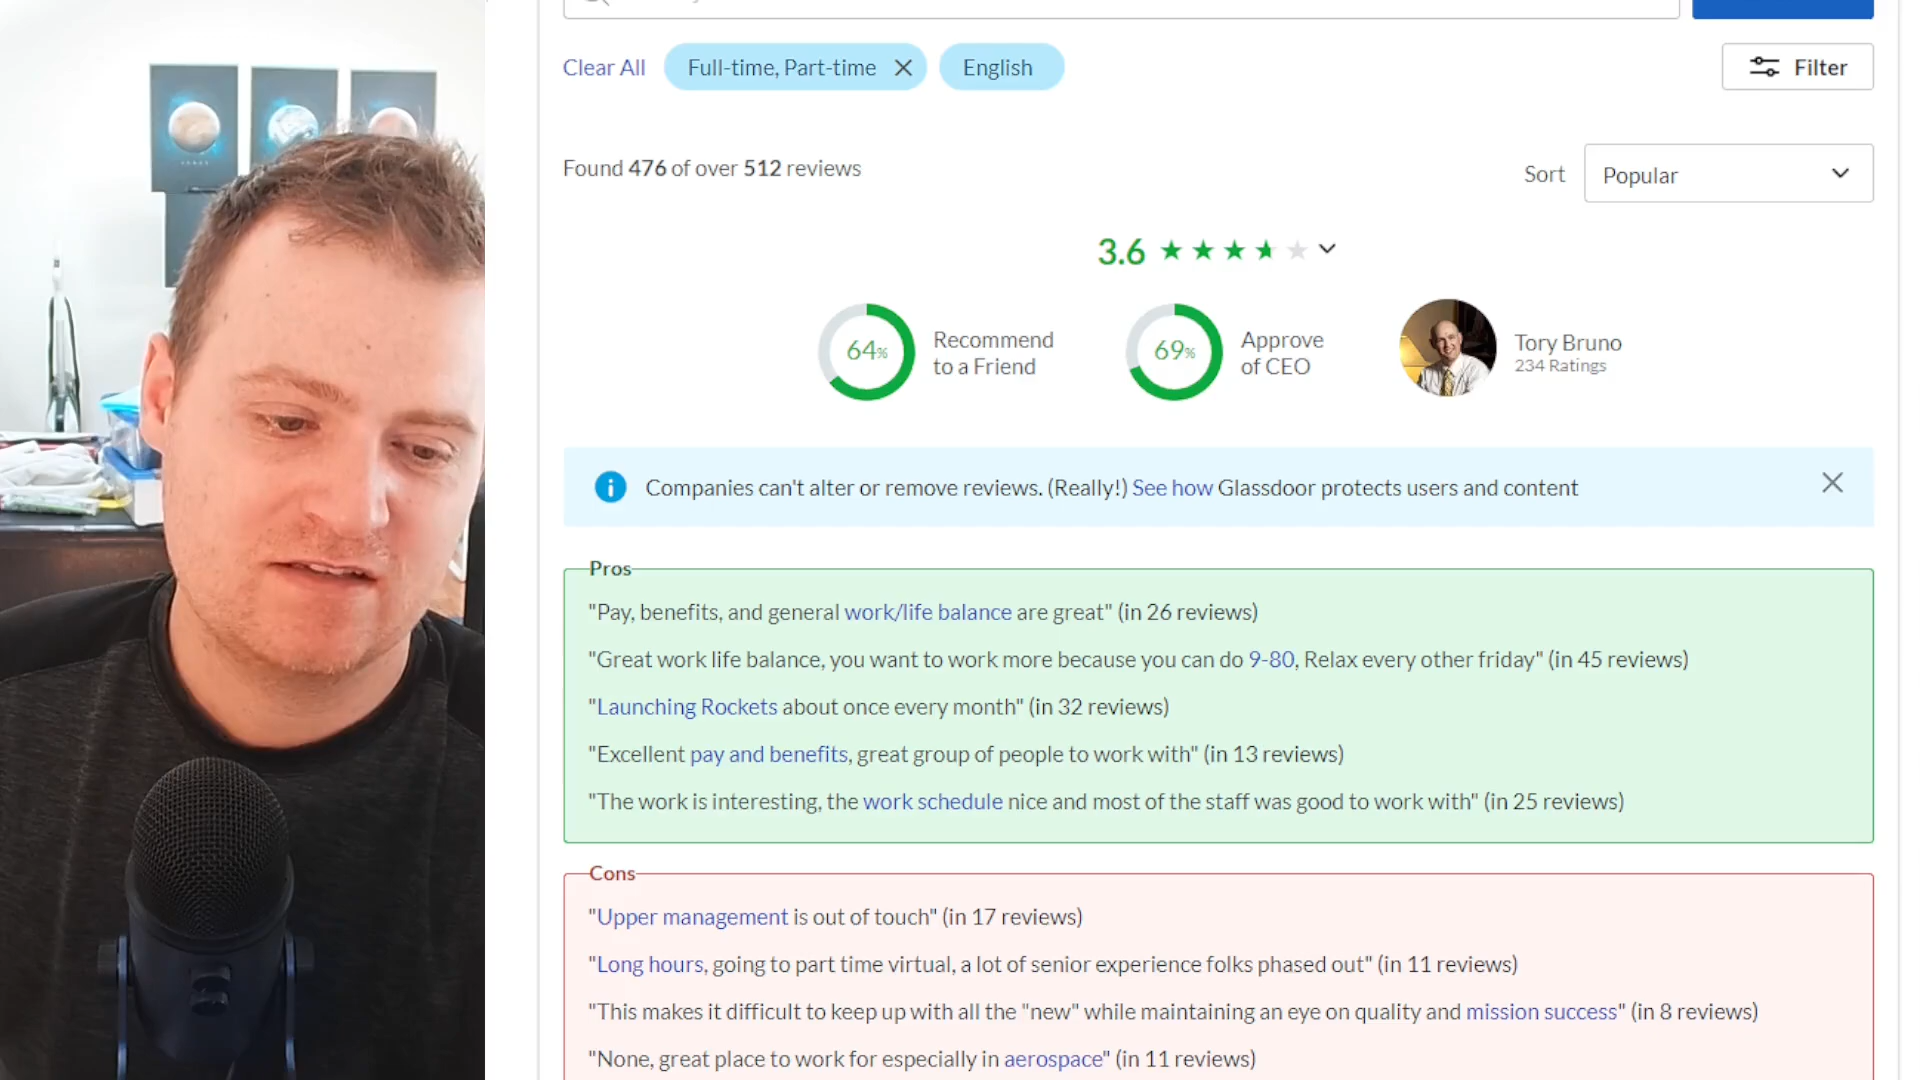 Clear All
Full-time, Part-time
English
Filter
Found 476 of over 512 reviews
Sort
Popular
3.6
64%
Recommend
to a Friend
69%
Approve
of CEO
Tory Bruno
234 Ratings
Companies can't alter or remove reviews. (Really!) See how Glassdoor protects users and content
Pros
"Pay, benefits, and general work/life balance are great" (in 26 reviews)
"Great work life balance, you want to work more because you can do 9-80, Relax every other friday" (in 45 reviews)
"Launching Rockets about once every month" (in 32 reviews)
"Excellent pay and benefits, great group of people to work with" (in 13 reviews)
"The work is interesting, the work schedule nice and most of the staff was good to work with" (in 25 reviews)
Cons
"Upper management is out of touch" (in 17 reviews)
"Long hours, going to part time virtual, a lot of senior experience folks phased out" (in 11 reviews)
"This makes it difficult to keep up with all the "new" while maintaining an eye on quality and mission success" (in 8 reviews)
"None, great place to work for especially in aerospace" (in 11 reviews)